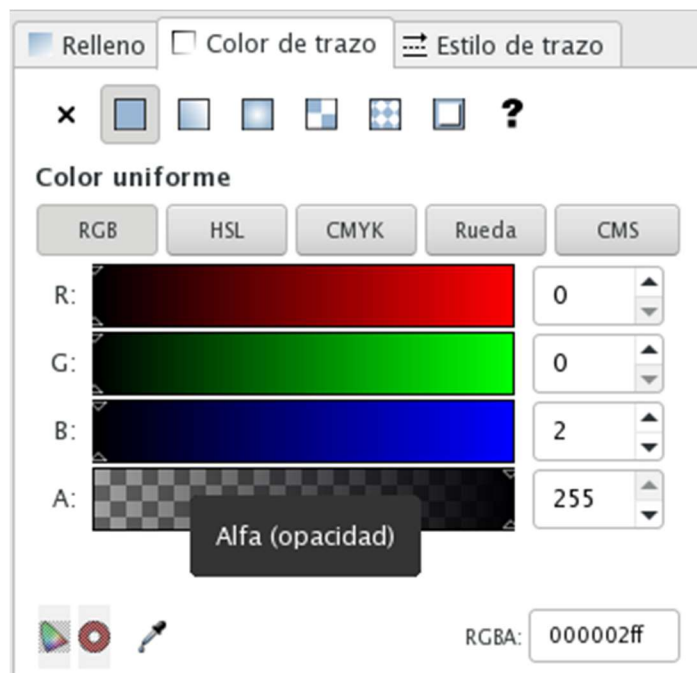 Relleno Color de trazo Estilo de trazo
?
Color uniforme
RGB HSL CMYK Rueda CMS
R: 0
G: 0
B: 2
A: 255
Alfa (opacidad)
RGBA: 000002ff